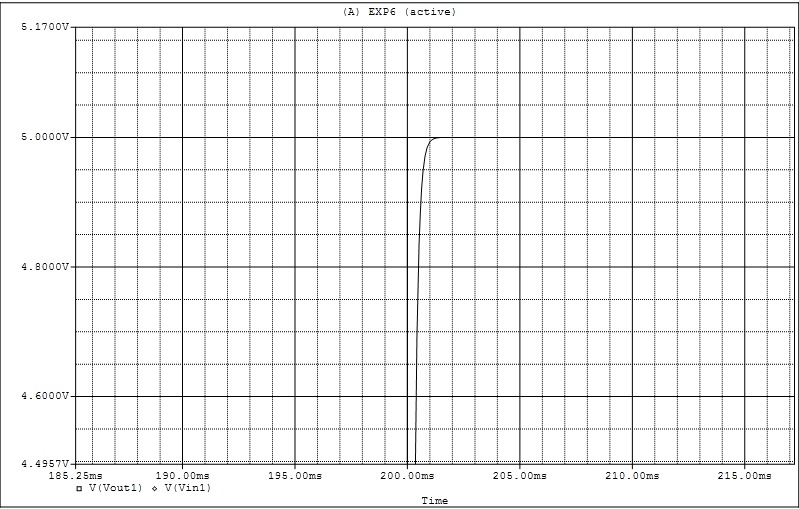 (A) EXP6 (active)
5.1700V
5.0000V
4.8000V
4.6000V
4.4957V
185.25ms 190.00ms 195.00ms 200.00ms 205.00ms 210.00ms 215.00ms
V(Vout1) V(Vin1)
Time